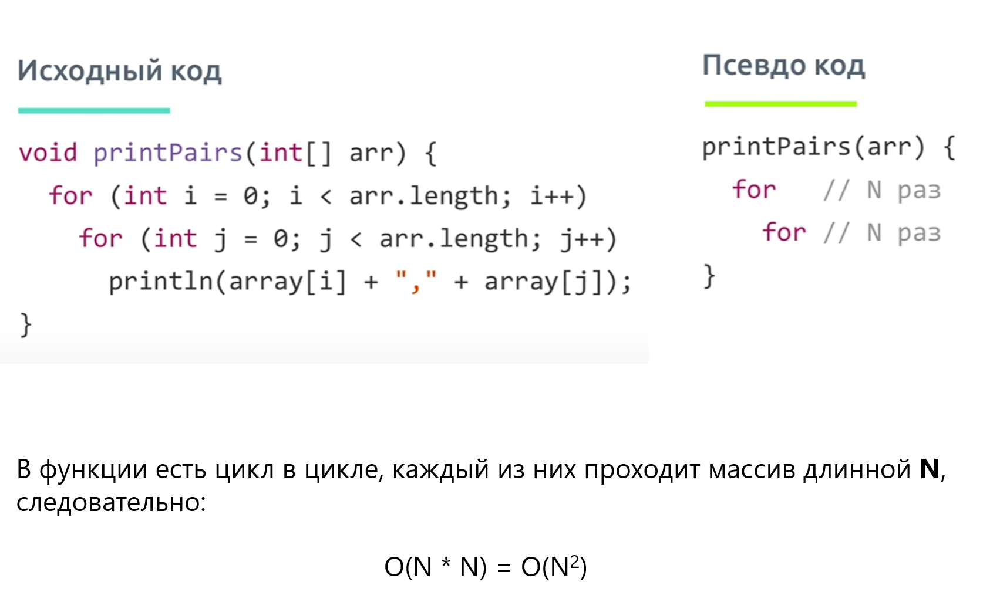 Исходный код
void printPairs(int[] arr) {
for (int i = 0; i < arr.length; i++)
for (int j = 0; j < arr.length; j++)
println(array[i] + "," + array[j]);
}
Псевдо код
printPairs(arr) {
for // N раз
for // N раз
}
В функции есть цикл в цикле, каждый из них проходит массив длинной N,
следовательно:
O(N * N) = O(N²)